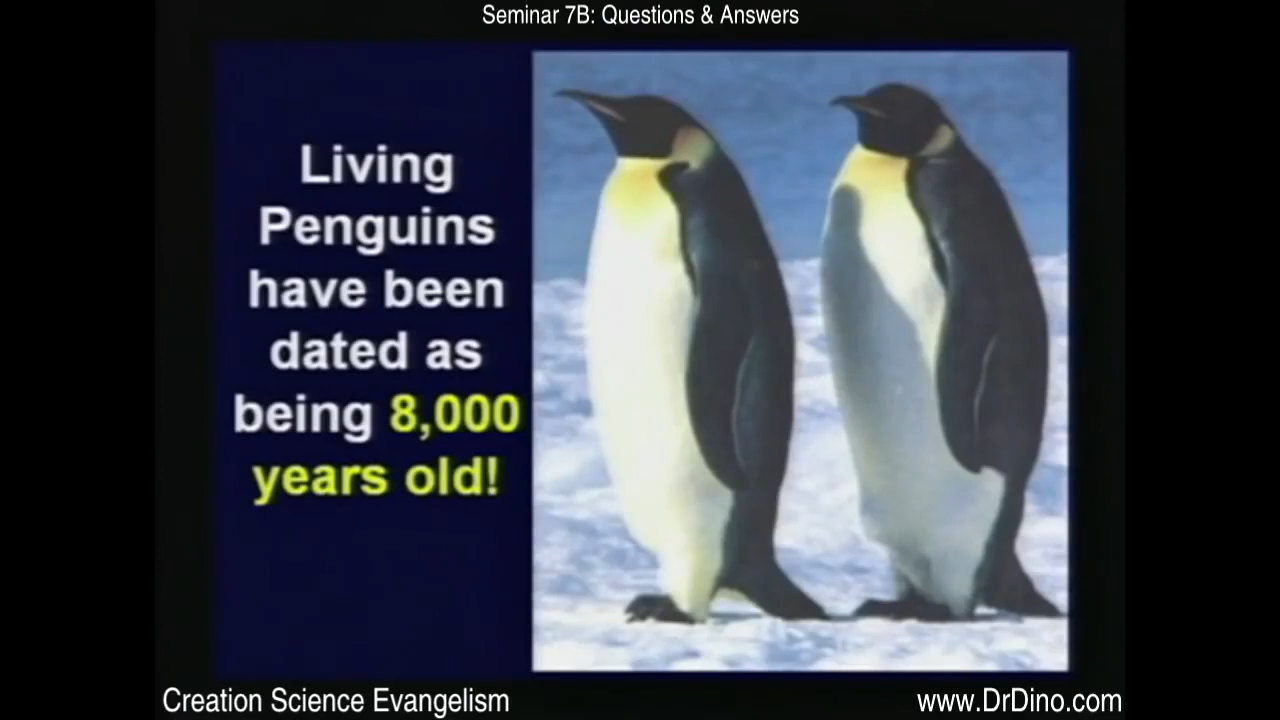 Seminar 7B: Questions & Answers
Living
Penguins
have been
dated as
being 8,000
years old!
Creation Science Evangelism
www.DrDino.com